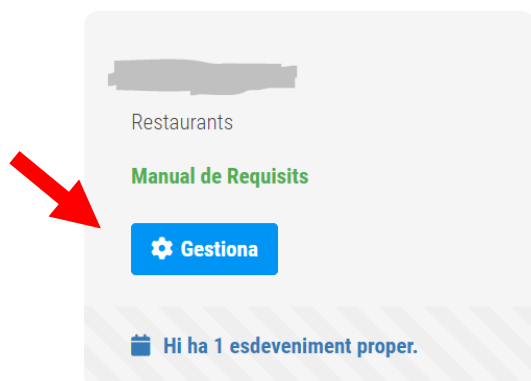 Restaurants
Manual de Requisits
Gestiona
Hi ha 1 esdeveniment proper.